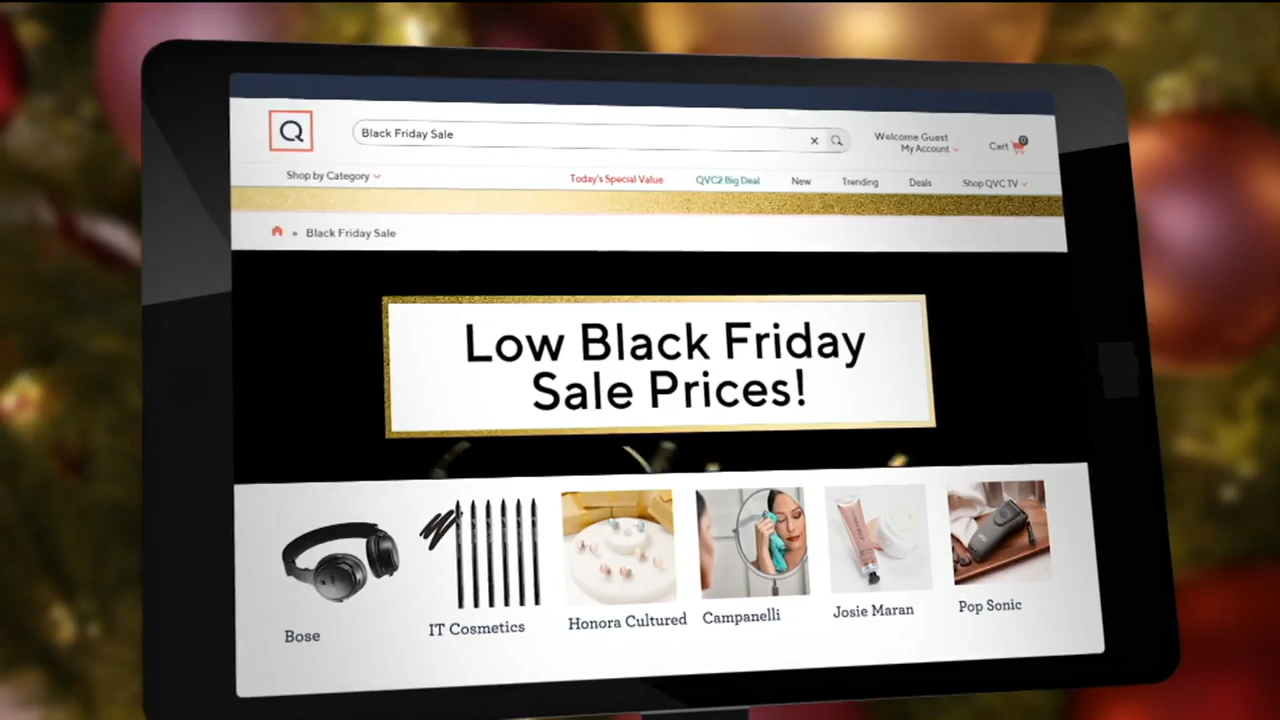 Q
Black Friday Sale
Welcome Guest
My Account
Cart 0
Shop by Category
Today's Special Value
QVC2 Big Deal
New
Trending
Deals
Shop QVC TV
» Black Friday Sale
Low Black Friday
Sale Prices!
Bose
IT Cosmetics
Honora Cultured
Campanelli
Josie Maran
Pop Sonic